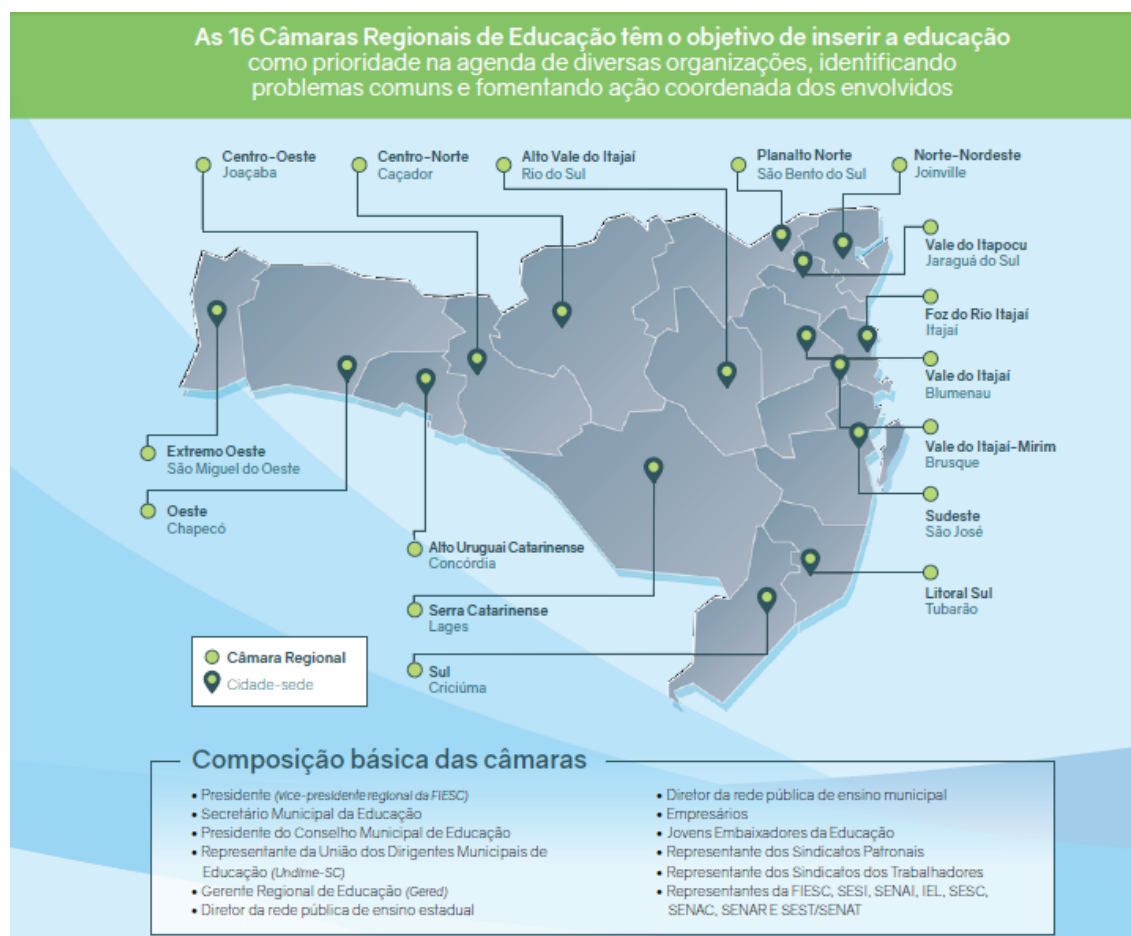 As 16 Câmaras Regionais de Educação têm o objetivo de inserir a educação
como prioridade na agenda de diversas organizações, identificando
problemas comuns e fomentando ação coordenada dos envolvidos
Centro-Oeste
Joaçaba
Centro-Norte
Caçador
Alto Vale do Itajaí
Rio do Sul
Planalto Norte
São Bento do Sul
Norte-Nordeste
Joinville
Vale do Itapocu
Jaraguá do Sul
Foz do Rio Itajaí
Itajaí
Vale do Itajaí
Blumenau
Vale do Itajaí-Mirim
Brusque
Sudeste
São José
Litoral Sul
Tubarão
Extremo Oeste
São Miguel do Oeste
Oeste
Chapecó
Alto Uruguai Catarinense
Concórdia
Serra Catarinense
Lages
Sul
Criciúma
Câmara Regional
Cidade-sede
Composição básica das câmaras
• Presidente (vice-presidente regional da FIESC)
• Secretário Municipal da Educação
• Presidente do Conselho Municipal de Educação
• Representante da União dos Dirigentes Municipais de
Educação (Undime-SC)
• Gerente Regional de Educação (Gered)
• Diretor da rede pública de ensino estadual
• Diretor da rede pública de ensino municipal
• Empresários
• Jovens Embaixadores da Educação
• Representante dos Sindicatos Patronais
• Representante dos Sindicatos dos Trabalhadores
• Representantes da FIESC, SESI, SENAI, IEL, SESC,
SENAC, SENAR E SEST/SENAT